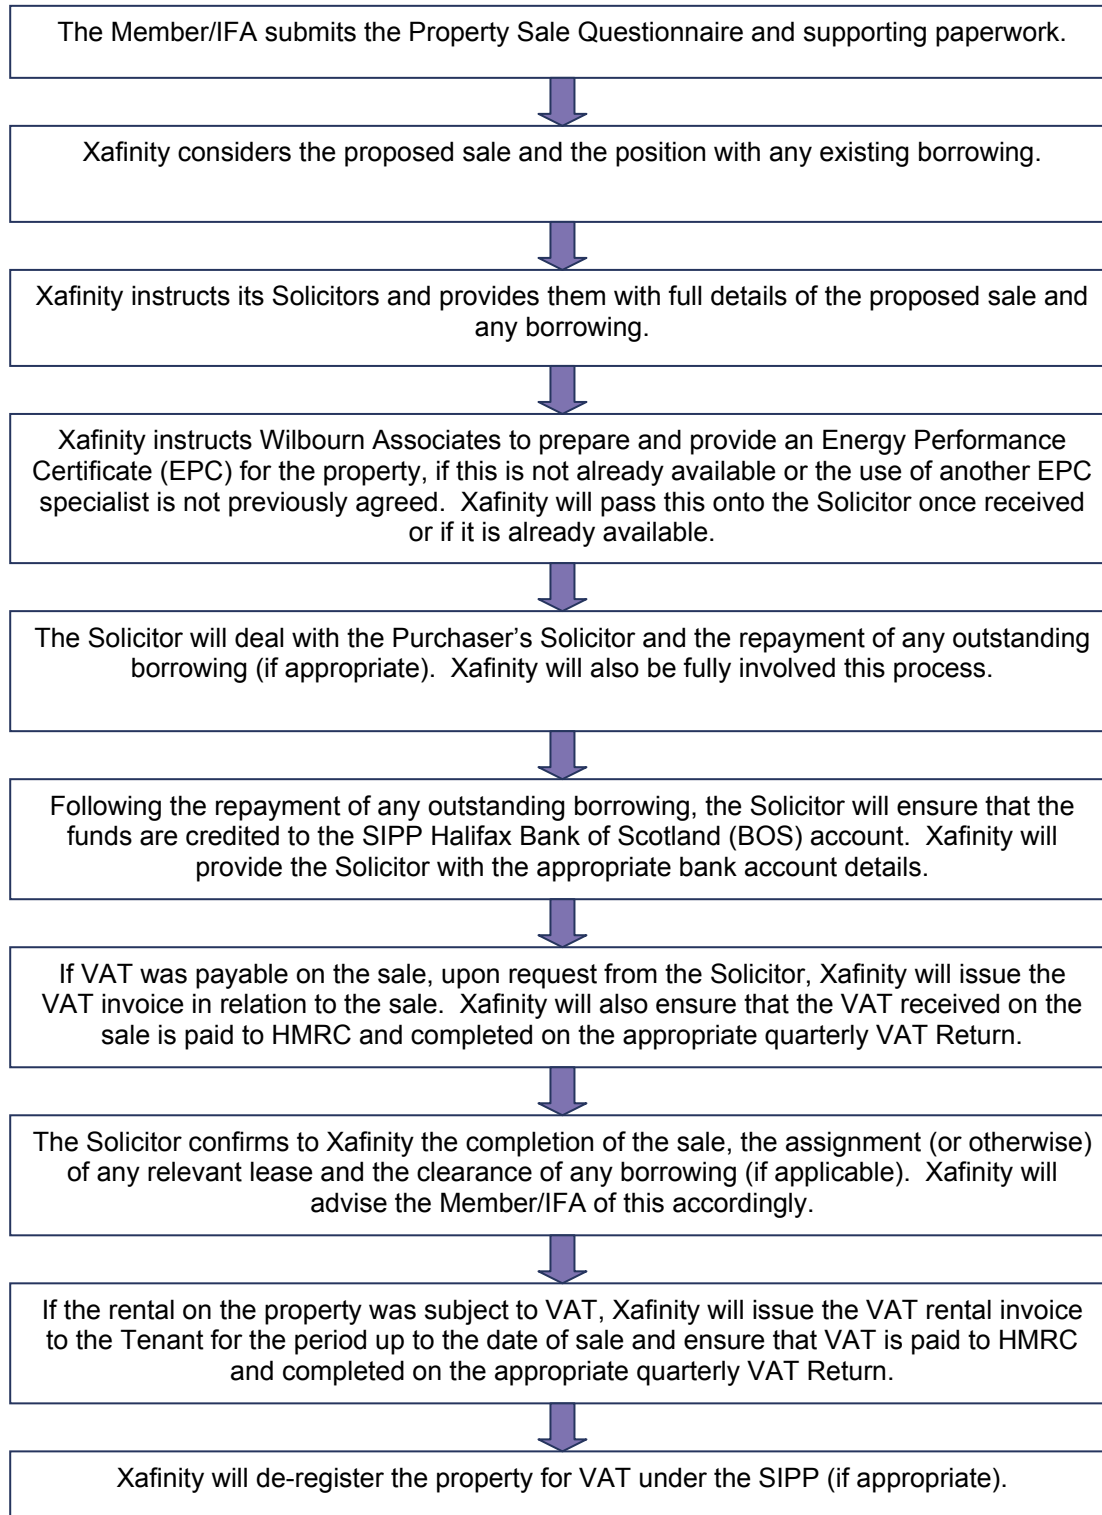 The Member/IFA submits the Property Sale Questionnaire and supporting paperwork.
Xafinity considers the proposed sale and the position with any existing borrowing.
Xafinity instructs its Solicitors and provides them with full details of the proposed sale and
any borrowing.
Xafinity instructs Wilbourn Associates to prepare and provide an Energy Performance
Certificate (EPC) for the property, if this is not already available or the use of another EPC
specialist is not previously agreed.  Xafinity will pass this onto the Solicitor once received
or if it is already available.
The Solicitor will deal with the Purchaser's Solicitor and the repayment of any outstanding
borrowing (if appropriate).  Xafinity will also be fully involved this process.
Following the repayment of any outstanding borrowing, the Solicitor will ensure that the
funds are credited to the SIPP Halifax Bank of Scotland (BOS) account.  Xafinity will
provide the Solicitor with the appropriate bank account details.
If VAT was payable on the sale, upon request from the Solicitor, Xafinity will issue the
VAT invoice in relation to the sale.  Xafinity will also ensure that the VAT received on the
sale is paid to HMRC and completed on the appropriate quarterly VAT Return.
The Solicitor confirms to Xafinity the completion of the sale, the assignment (or otherwise)
of any relevant lease and the clearance of any borrowing (if applicable).  Xafinity will
advise the Member/IFA of this accordingly.
If the rental on the property was subject to VAT, Xafinity will issue the VAT rental invoice
to the Tenant for the period up to the date of sale and ensure that VAT is paid to HMRC
and completed on the appropriate quarterly VAT Return.
Xafinity will de-register the property for VAT under the SIPP (if appropriate).